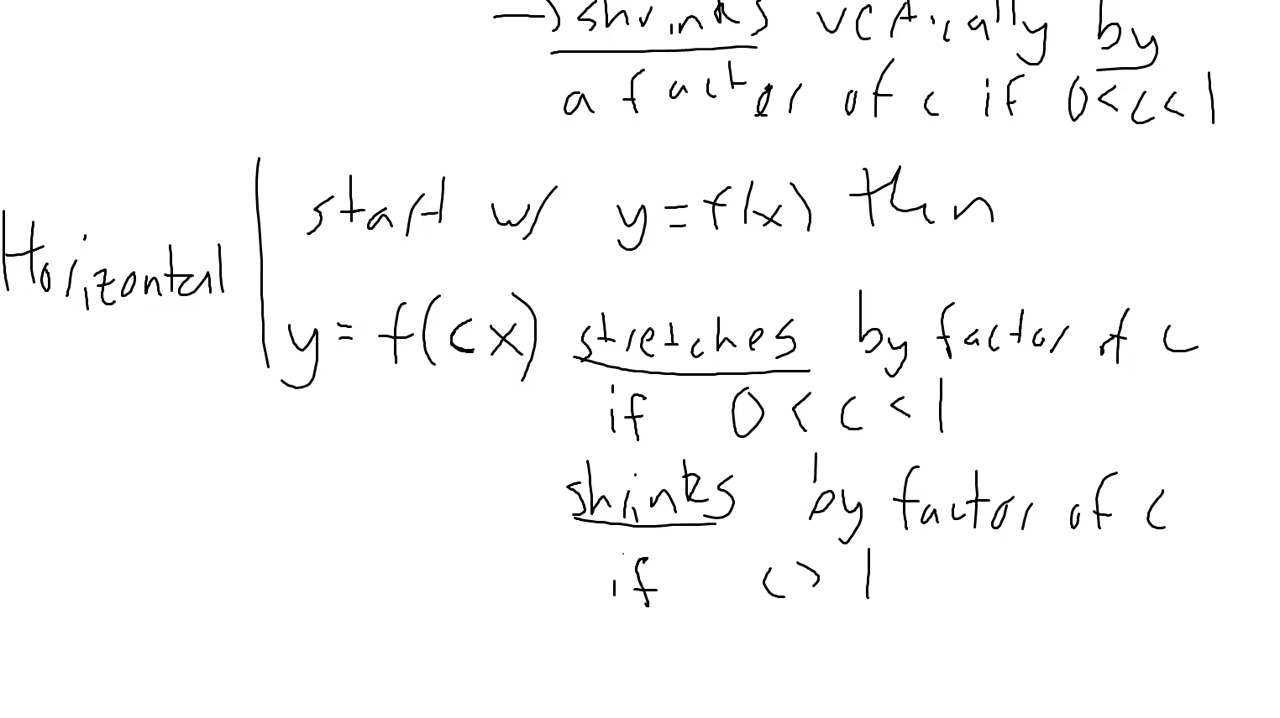 → shrinks vertically by
a factor of c if 0<c<1
Horizontal
start w/ y=f(x) then
y = f(cx) stretches by factor of c
if 0 < c < 1
shrinks by factor of c
if c > 1